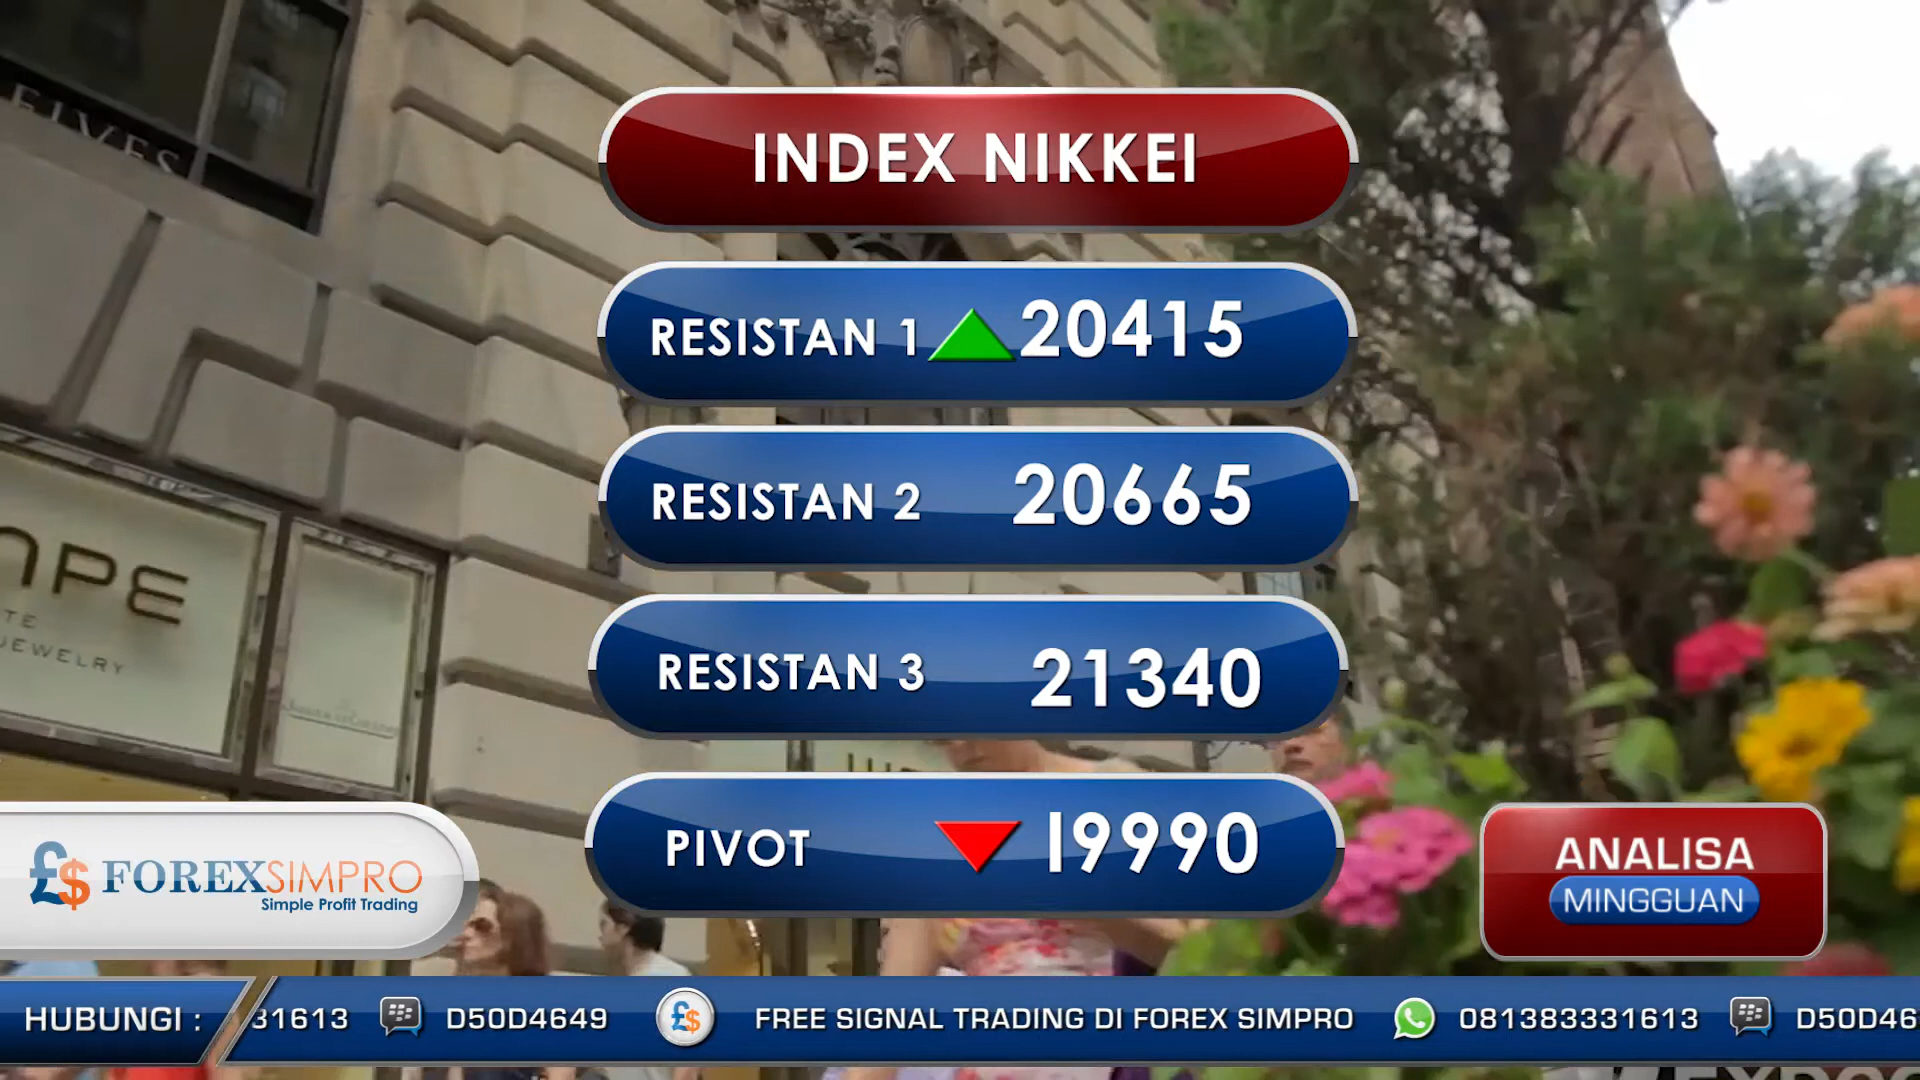 INDEX NIKKEI
RESISTAN 1 20415
RESISTAN 2 20665
RESISTAN 3 21340
PIVOT 19990
JEWELRY
£$ FOREXSIMPRO
Simple Profit Trading
ANALISA
MINGGUAN
HUBUNGI : 31613 D50D4649 £$ FREE SIGNAL TRADING DI FOREX SIMPRO 081383331613 D50D46